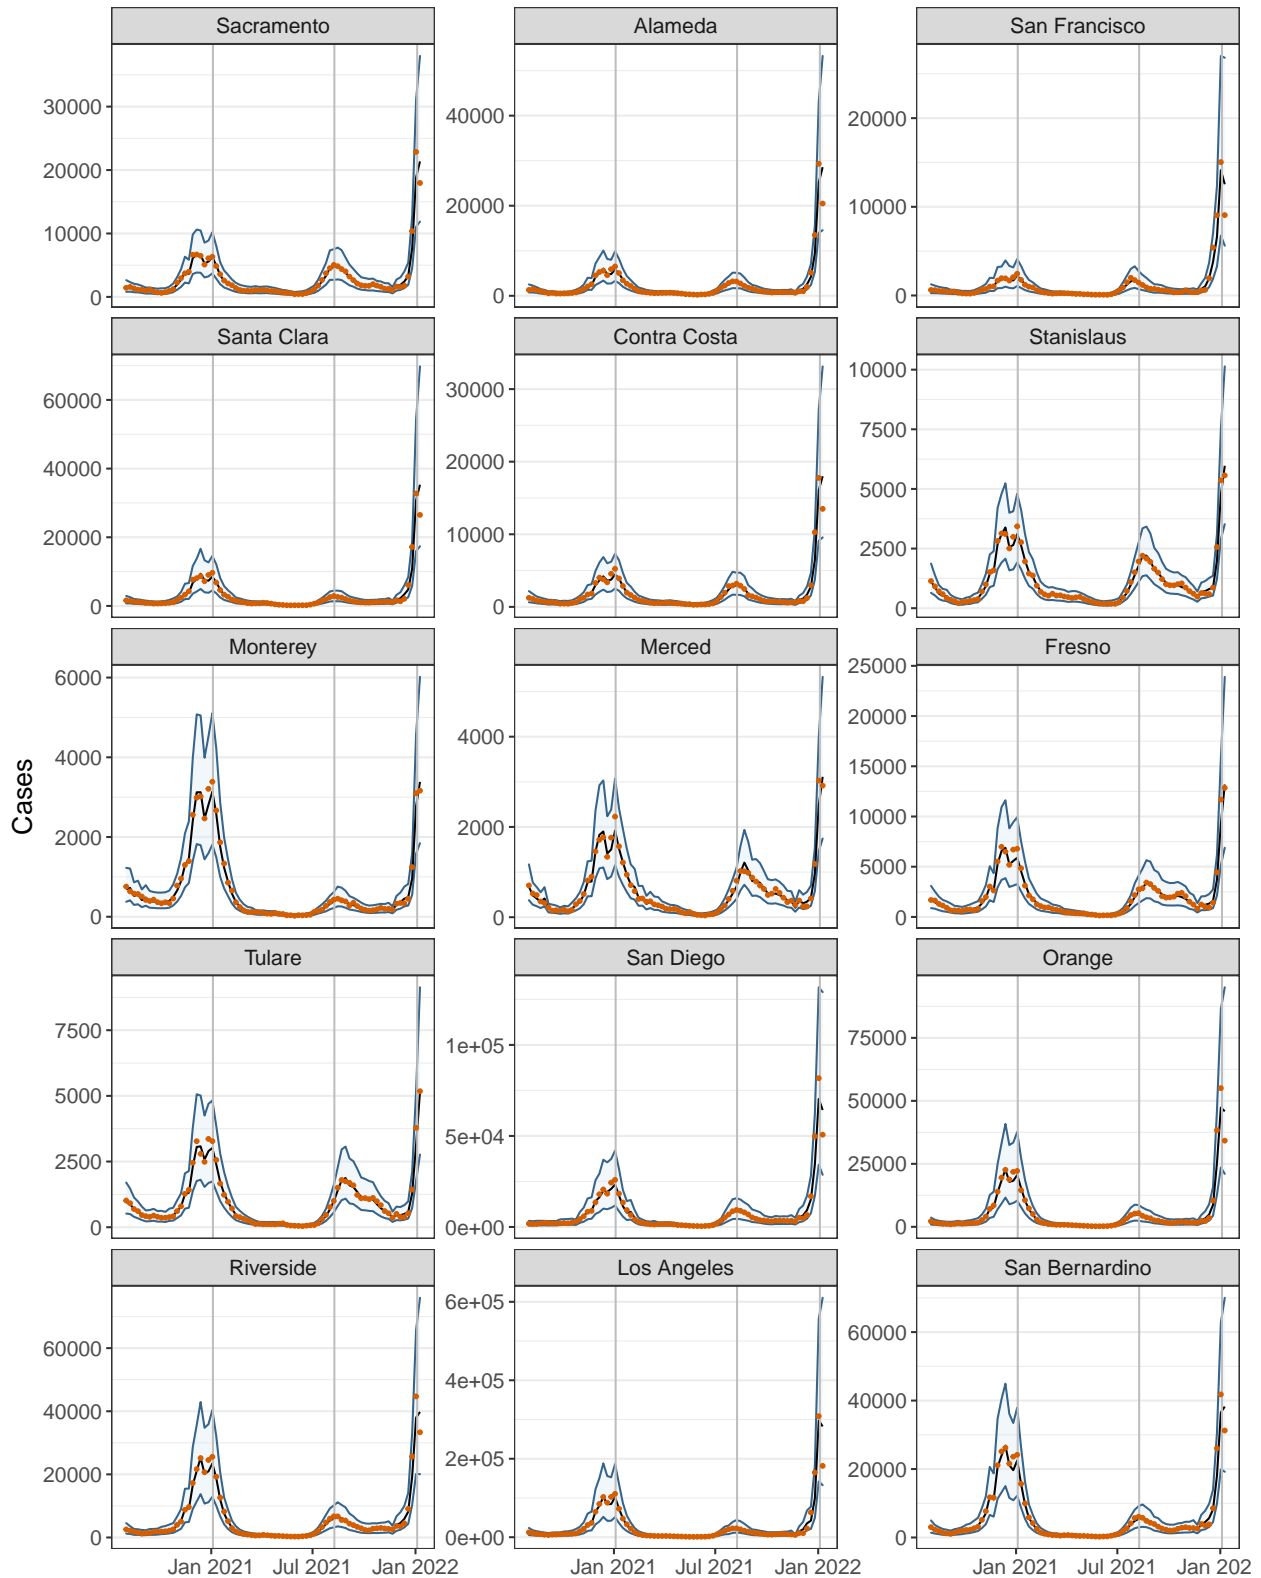 Sacramento Alameda San Francisco
30000 40000 20000
20000 20000 10000
10000 0 0
0
Santa Clara Contra Costa Stanislaus
60000 30000 10000
40000 20000 7500
20000 10000 5000
0 0 2500
0
Monterey Merced Fresno
6000 4000 25000
4000 2000 20000
2000 0 15000
0 10000
5000
0
Cases
Tulare San Diego Orange
7500 1e+05 75000
5000 5e+04 50000
2500 0e+00 25000
0 0
Riverside Los Angeles San Bernardino
60000 6e+05 60000
40000 4e+05 40000
20000 2e+05 20000
0 0e+00 0
Jan 2021 Jul 2021 Jan 2022 Jan 2021 Jul 2021 Jan 2022 Jan 2021 Jul 2021 Jan 202